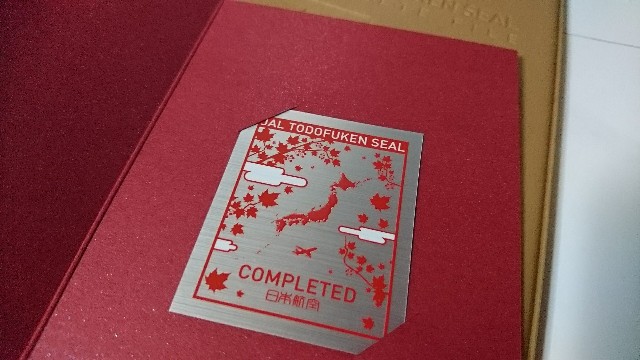 JAL TODOFUKEN SEAL
COMPLETED
日本航空